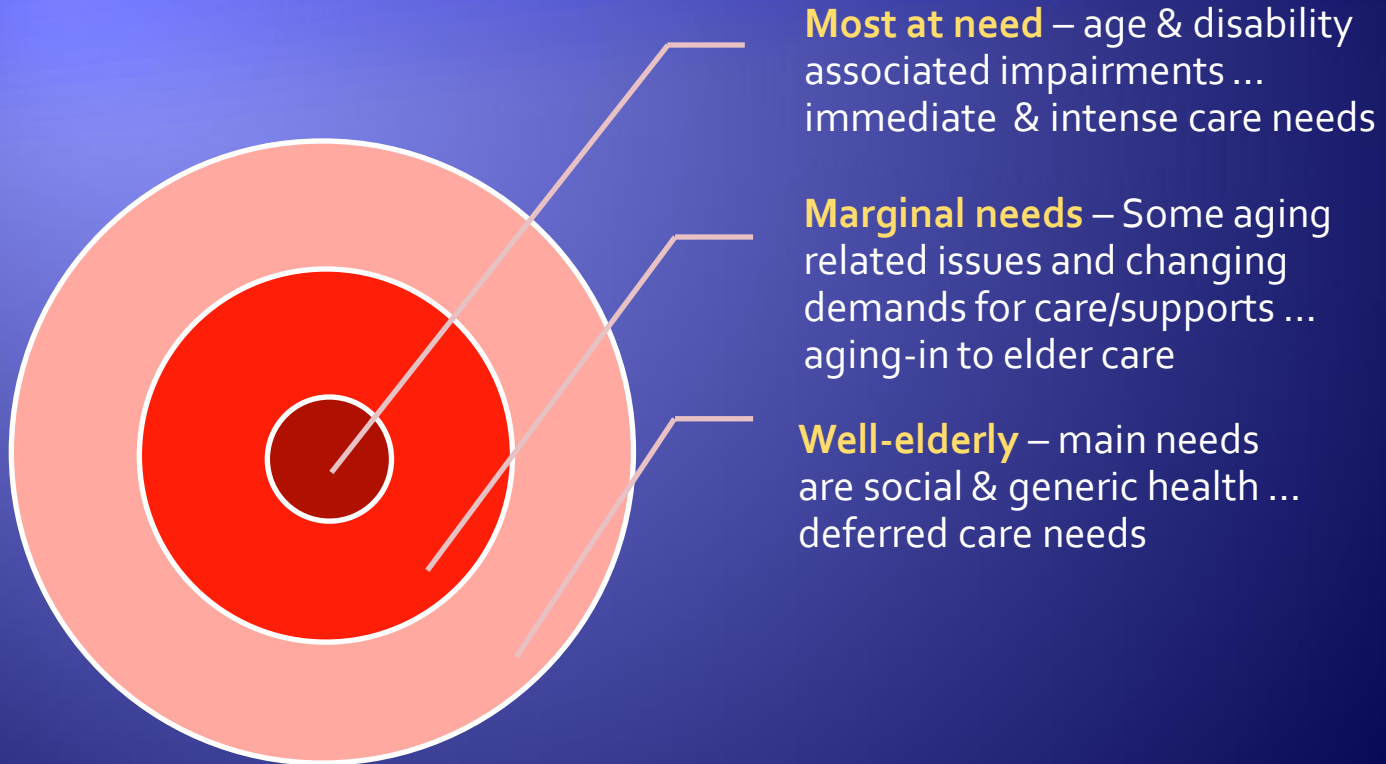 Most at need – age & disability
associated impairments ...
immediate & intense care needs
Marginal needs – Some aging
related issues and changing
demands for care/supports ...
aging-in to elder care
Well-elderly – main needs
are social & generic health ...
deferred care needs